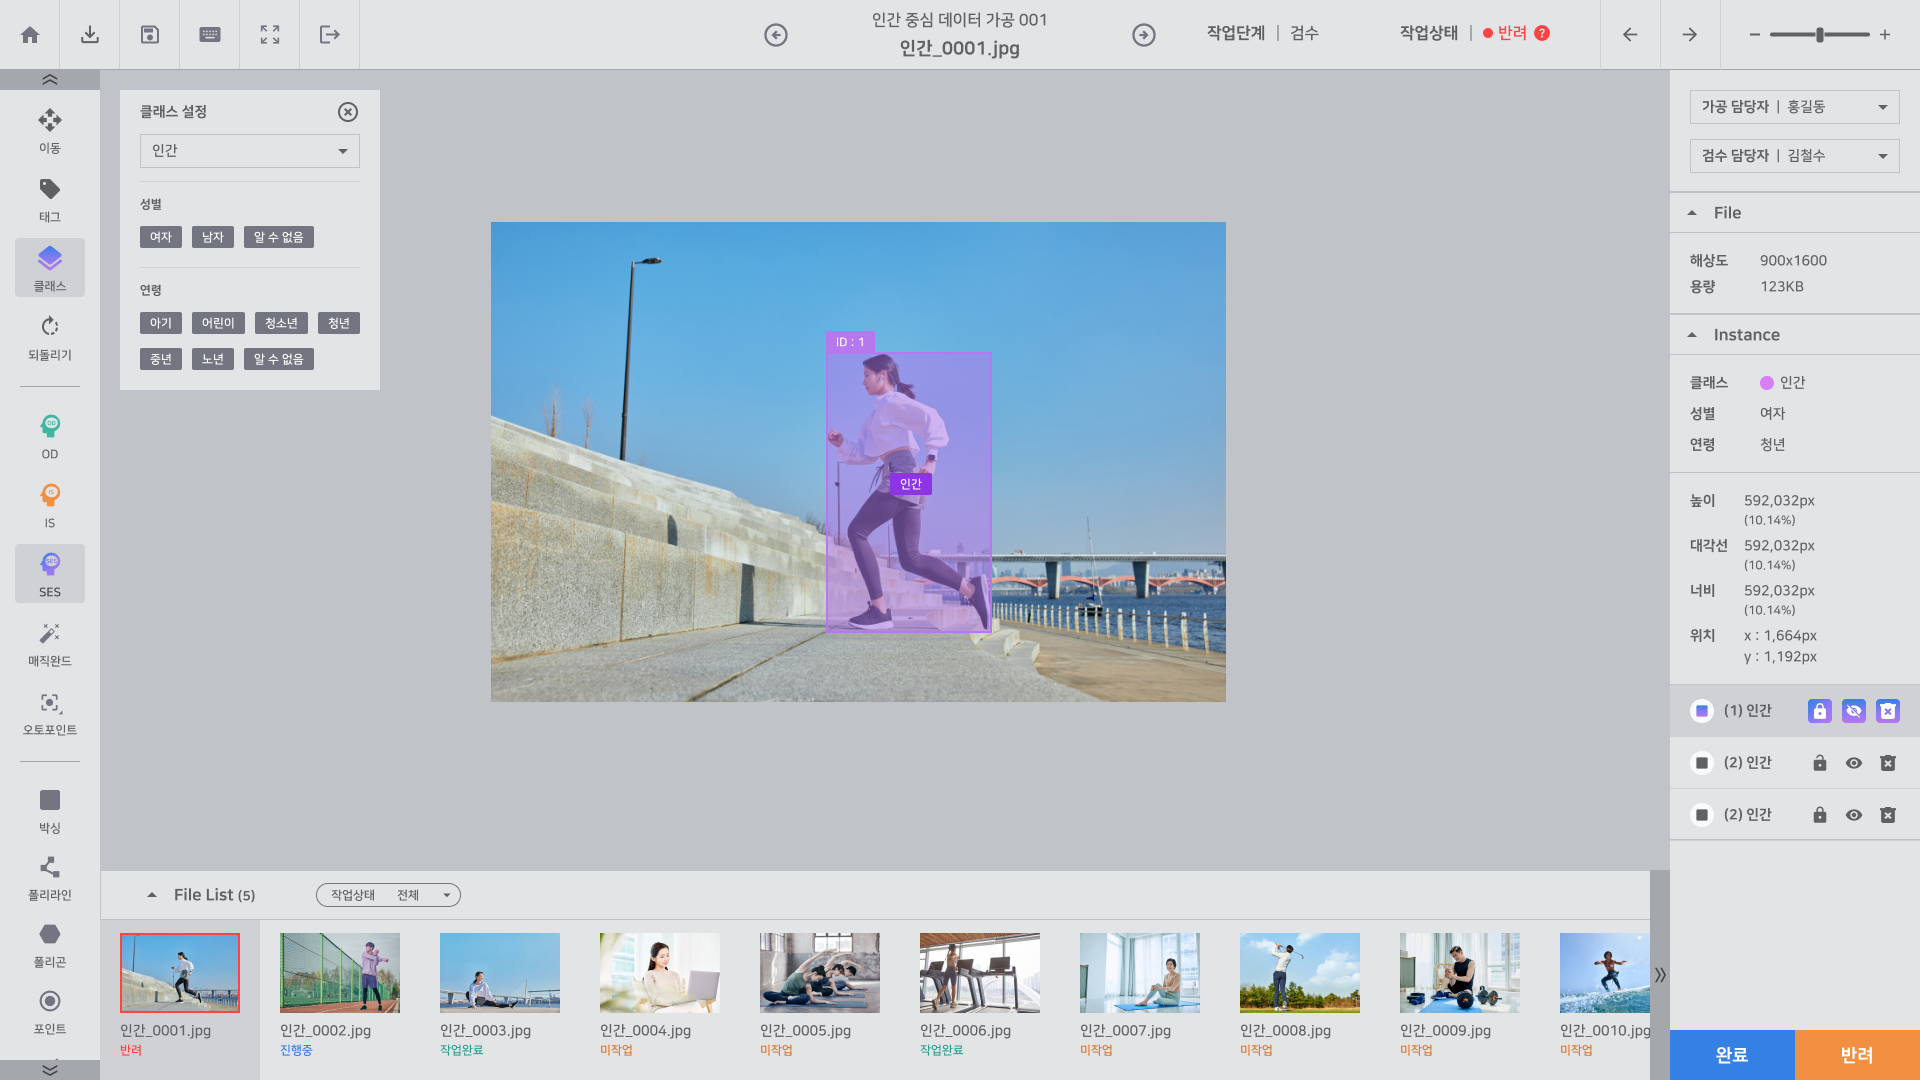 인간 중심 데이터 가공 001
인간_0001.jpg
작업단계 | 검수
작업상태 | 반려 ?
이동
태그
클래스
되돌리기
OD
OD
IS
IS
SES
SES
매직완드
오토포인트
박싱
폴리라인
폴리곤
포인트
클래스 설정
인간
성별
여자 남자 알 수 없음
연령
아기 어린이 청소년 청년
중년 노년 알 수 없음
ID : 1
인간
가공 담당자 | 홍길동
검수 담당자 | 김철수
File
해상도 900x1600
용량 123KB
Instance
클래스 인간
성별 여자
연령 청년
높이 592,032px
(10.14%)
대각선 592,032px
(10.14%)
너비 592,032px
(10.14%)
위치 x : 1,664px
y : 1,192px
(1) 인간
(2) 인간
(2) 인간
File List (5)
작업상태 전체
인간_0001.jpg
반려
인간_0002.jpg
진행중
인간_0003.jpg
작업완료
인간_0004.jpg
미작업
인간_0005.jpg
미작업
인간_0006.jpg
작업완료
인간_0007.jpg
미작업
인간_0008.jpg
미작업
인간_0009.jpg
미작업
인간_0010.jpg
미작업
완료
반려